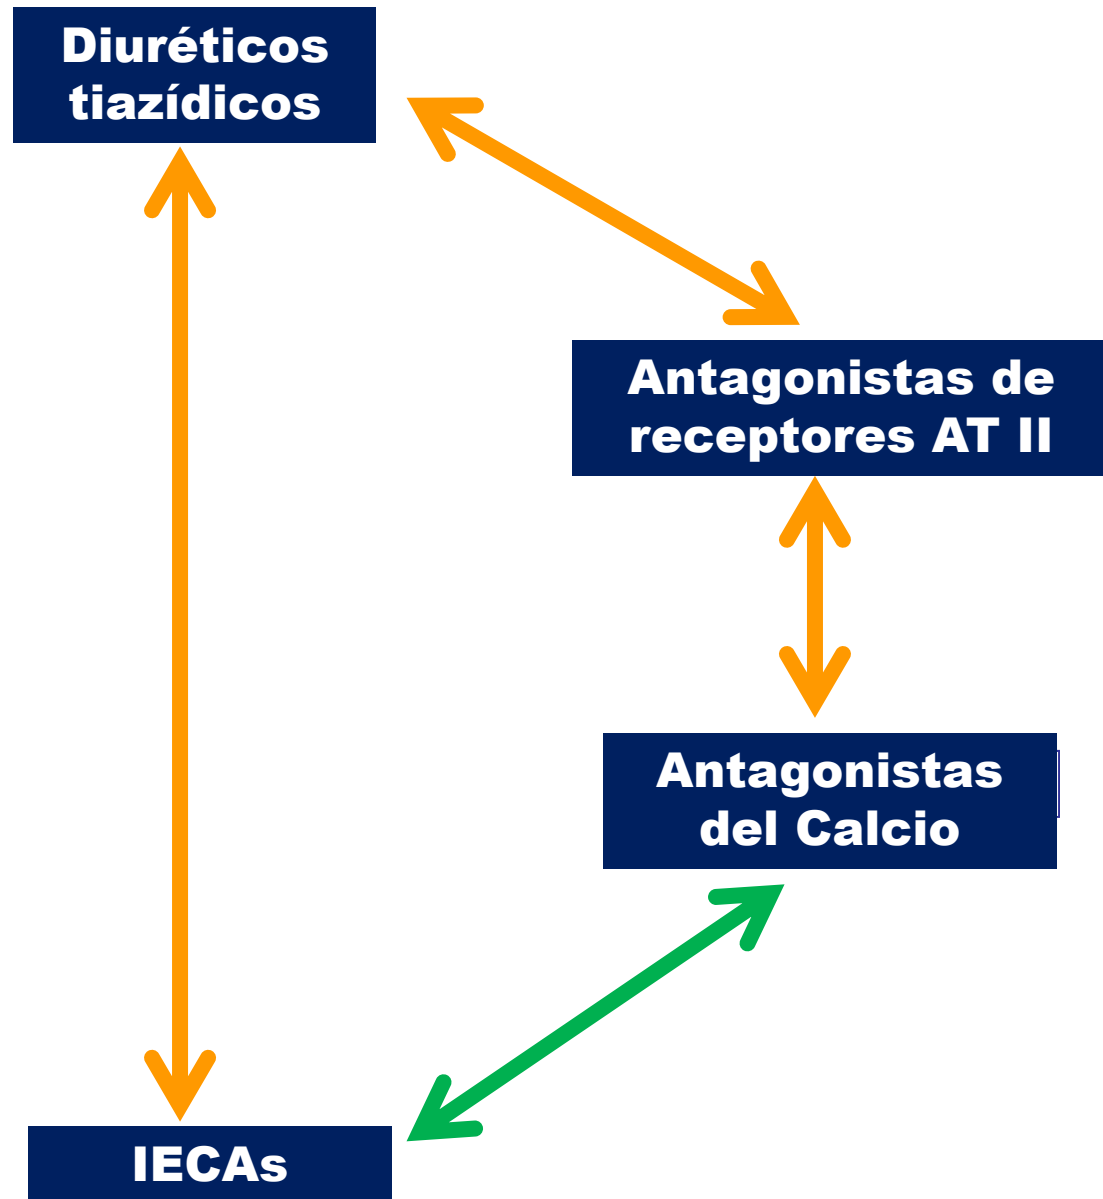 Diuréticos
tiazídicos
Antagonistas de
receptores AT II
Antagonistas
del Calcio
IECAs